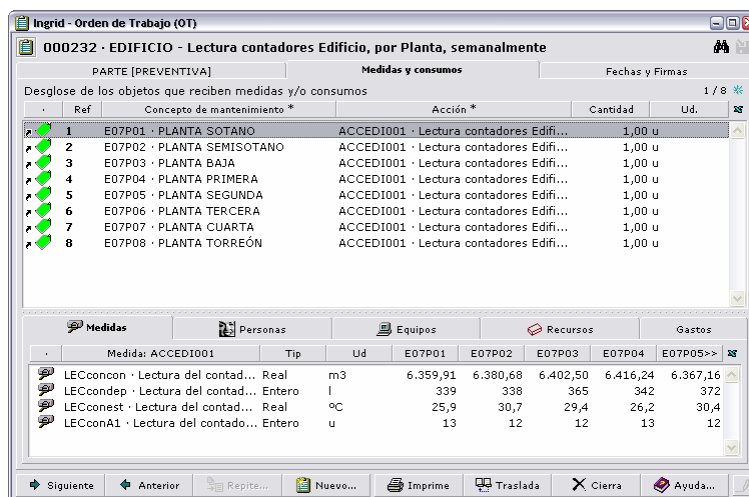 Ingrid - Orden de Trabajo (OT)
000232 · EDIFICIO - Lectura contadores Edificio, por Planta, semanalmente
PARTE [PREVENTIVA] Medidas y consumos Fechas y Firmas
Desglose de los objetos que reciben medidas y/o consumos 1 / 8
· Ref Concepto de mantenimiento * Acción * Cantidad Ud.
1 E07P01 · PLANTA SOTANO ACCEDI001 · Lectura contadores Edifi... 1,00 u
2 E07P02 · PLANTA SEMISOTANO ACCEDI001 · Lectura contadores Edifi... 1,00 u
3 E07P03 · PLANTA BAJA ACCEDI001 · Lectura contadores Edifi... 1,00 u
4 E07P04 · PLANTA PRIMERA ACCEDI001 · Lectura contadores Edifi... 1,00 u
5 E07P05 · PLANTA SEGUNDA ACCEDI001 · Lectura contadores Edifi... 1,00 u
6 E07P06 · PLANTA TERCERA ACCEDI001 · Lectura contadores Edifi... 1,00 u
7 E07P07 · PLANTA CUARTA ACCEDI001 · Lectura contadores Edifi... 1,00 u
8 E07P08 · PLANTA TORREÓN ACCEDI001 · Lectura contadores Edifi... 1,00 u
Medidas Personas Equipos Recursos Gastos
· Medida: ACCEDI001 Tip Ud E07P01 E07P02 E07P03 E07P04 E07P05>>
LECconcon · Lectura del contad... Real m3 6.359,91 6.380,68 6.402,50 6.416,24 6.367,16
LECcondep · Lectura del contad... Entero l 339 338 365 342 372
LECconest · Lectura del contad... Real ºC 25,9 30,7 29,4 26,2 30,4
LECconA1 · Lectura del contado... Entero u 13 12 12 13 12
Siguiente Anterior Repite... Nuevo... Imprime Traslada Cierra Ayuda...